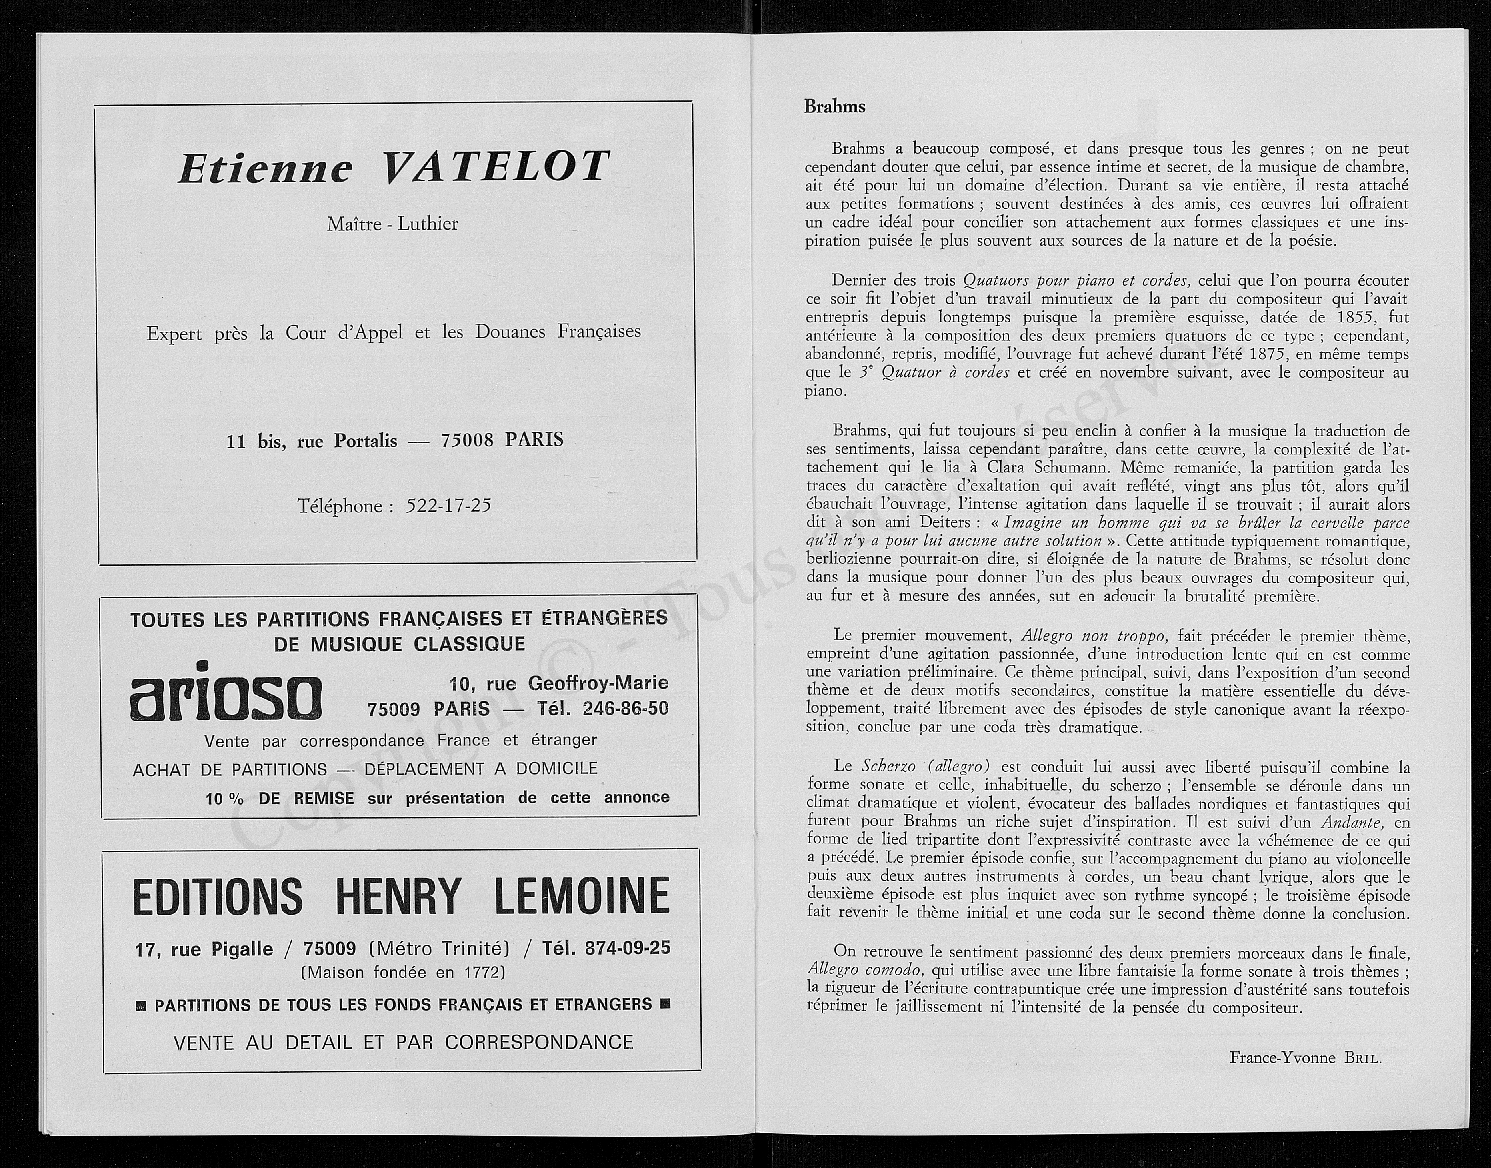 Etienne VATELOT
Maître - Luthier
Expert près la Cour d'Appel et les Douanes Françaises
11 bis, rue Portalis — 75008 PARIS
Téléphone : 522-17-25
TOUTES LES PARTITIONS FRANÇAISES ET ÉTRANGÈRES
DE MUSIQUE CLASSIQUE
arioso
10, rue Geoffroy-Marie
75009 PARIS — Tél. 246-86-50
Vente par correspondance France et étranger
ACHAT DE PARTITIONS — DÉPLACEMENT A DOMICILE
10 % DE REMISE sur présentation de cette annonce
EDITIONS HENRY LEMOINE
17, rue Pigalle / 75009 (Métro Trinité) / Tél. 874-09-25
(Maison fondée en 1772)
■ PARTITIONS DE TOUS LES FONDS FRANÇAIS ET ETRANGERS ■
VENTE AU DETAIL ET PAR CORRESPONDANCE
Brahms
Brahms a beaucoup composé, et dans presque tous les genres ; on ne peut
cependant douter que celui, par essence intime et secret, de la musique de chambre,
ait été pour lui un domaine d'élection. Durant sa vie entière, il resta attaché
aux petites formations ; souvent destinées à des amis, ces œuvres lui offraient
un cadre idéal pour concilier son attachement aux formes classiques et une ins-
piration puisée le plus souvent aux sources de la nature et de la poésie.
Dernier des trois Quatuors pour piano et cordes, celui que l'on pourra écouter
ce soir fit l'objet d'un travail minutieux de la part du compositeur qui l'avait
entrepris depuis longtemps puisque la première esquisse, datée de 1855, fut
antérieure à la composition des deux premiers quatuors de ce type ; cependant,
abandonné, repris, modifié, l'ouvrage fut achevé durant l'été 1875, en même temps
que le 3e Quatuor à cordes et créé en novembre suivant, avec le compositeur au
piano.
Brahms, qui fut toujours si peu enclin à confier à la musique la traduction de
ses sentiments, laissa cependant paraître, dans cette œuvre, la complexité de l'at-
tachement qui le lia à Clara Schumann. Même remaniée, la partition garda les
traces du caractère d'exaltation qui avait reflété, vingt ans plus tôt, alors qu'il
ébauchait l'ouvrage, l'intense agitation dans laquelle il se trouvait ; il aurait alors
dit à son ami Deiters : « Imagine un homme qui va se brûler la cervelle parce
qu'il n'y a pour lui aucune autre solution ». Cette attitude typiquement romantique,
berliozienne pourrait-on dire, si éloignée de la nature de Brahms, se résolut donc
dans la musique pour donner l'un des plus beaux ouvrages du compositeur qui,
au fur et à mesure des années, sut en adoucir la brutalité première.
Le premier mouvement, Allegro non troppo, fait précéder le premier thème,
empreint d'une agitation passionnée, d'une introduction lente qui en est comme
une variation préliminaire. Ce thème principal, suivi, dans l'exposition d'un second
thème et de deux motifs secondaires, constitue la matière essentielle du déve-
loppement, traité librement avec des épisodes de style canonique avant la réexpo-
sition, conclue par une coda très dramatique.
Le Scherzo (allegro) est conduit lui aussi avec liberté puisqu'il combine la
forme sonate et celle, inhabituelle, du scherzo ; l'ensemble se déroule dans un
climat dramatique et violent, évocateur des ballades nordiques et fantastiques qui
furent pour Brahms un riche sujet d'inspiration. Il est suivi d'un Andante, en
forme de lied tripartite dont l'expressivité contraste avec la véhémence de ce qui
a précédé. Le premier épisode confie, sur l'accompagnement du piano au violoncelle
puis aux deux autres instruments à cordes, un beau chant lyrique, alors que le
deuxième épisode est plus inquiet avec son rythme syncopé ; le troisième épisode
fait revenir le thème initial et une coda sur le second thème donne la conclusion.
On retrouve le sentiment passionné des deux premiers morceaux dans le finale,
Allegro comodo, qui utilise avec une libre fantaisie la forme sonate à trois thèmes ;
la rigueur de l'écriture contrapuntique crée une impression d'austérité sans toutefois
réprimer le jaillissement ni l'intensité de la pensée du compositeur.
France-Yvonne BRIL.
Copyright © - Tous droits réservés